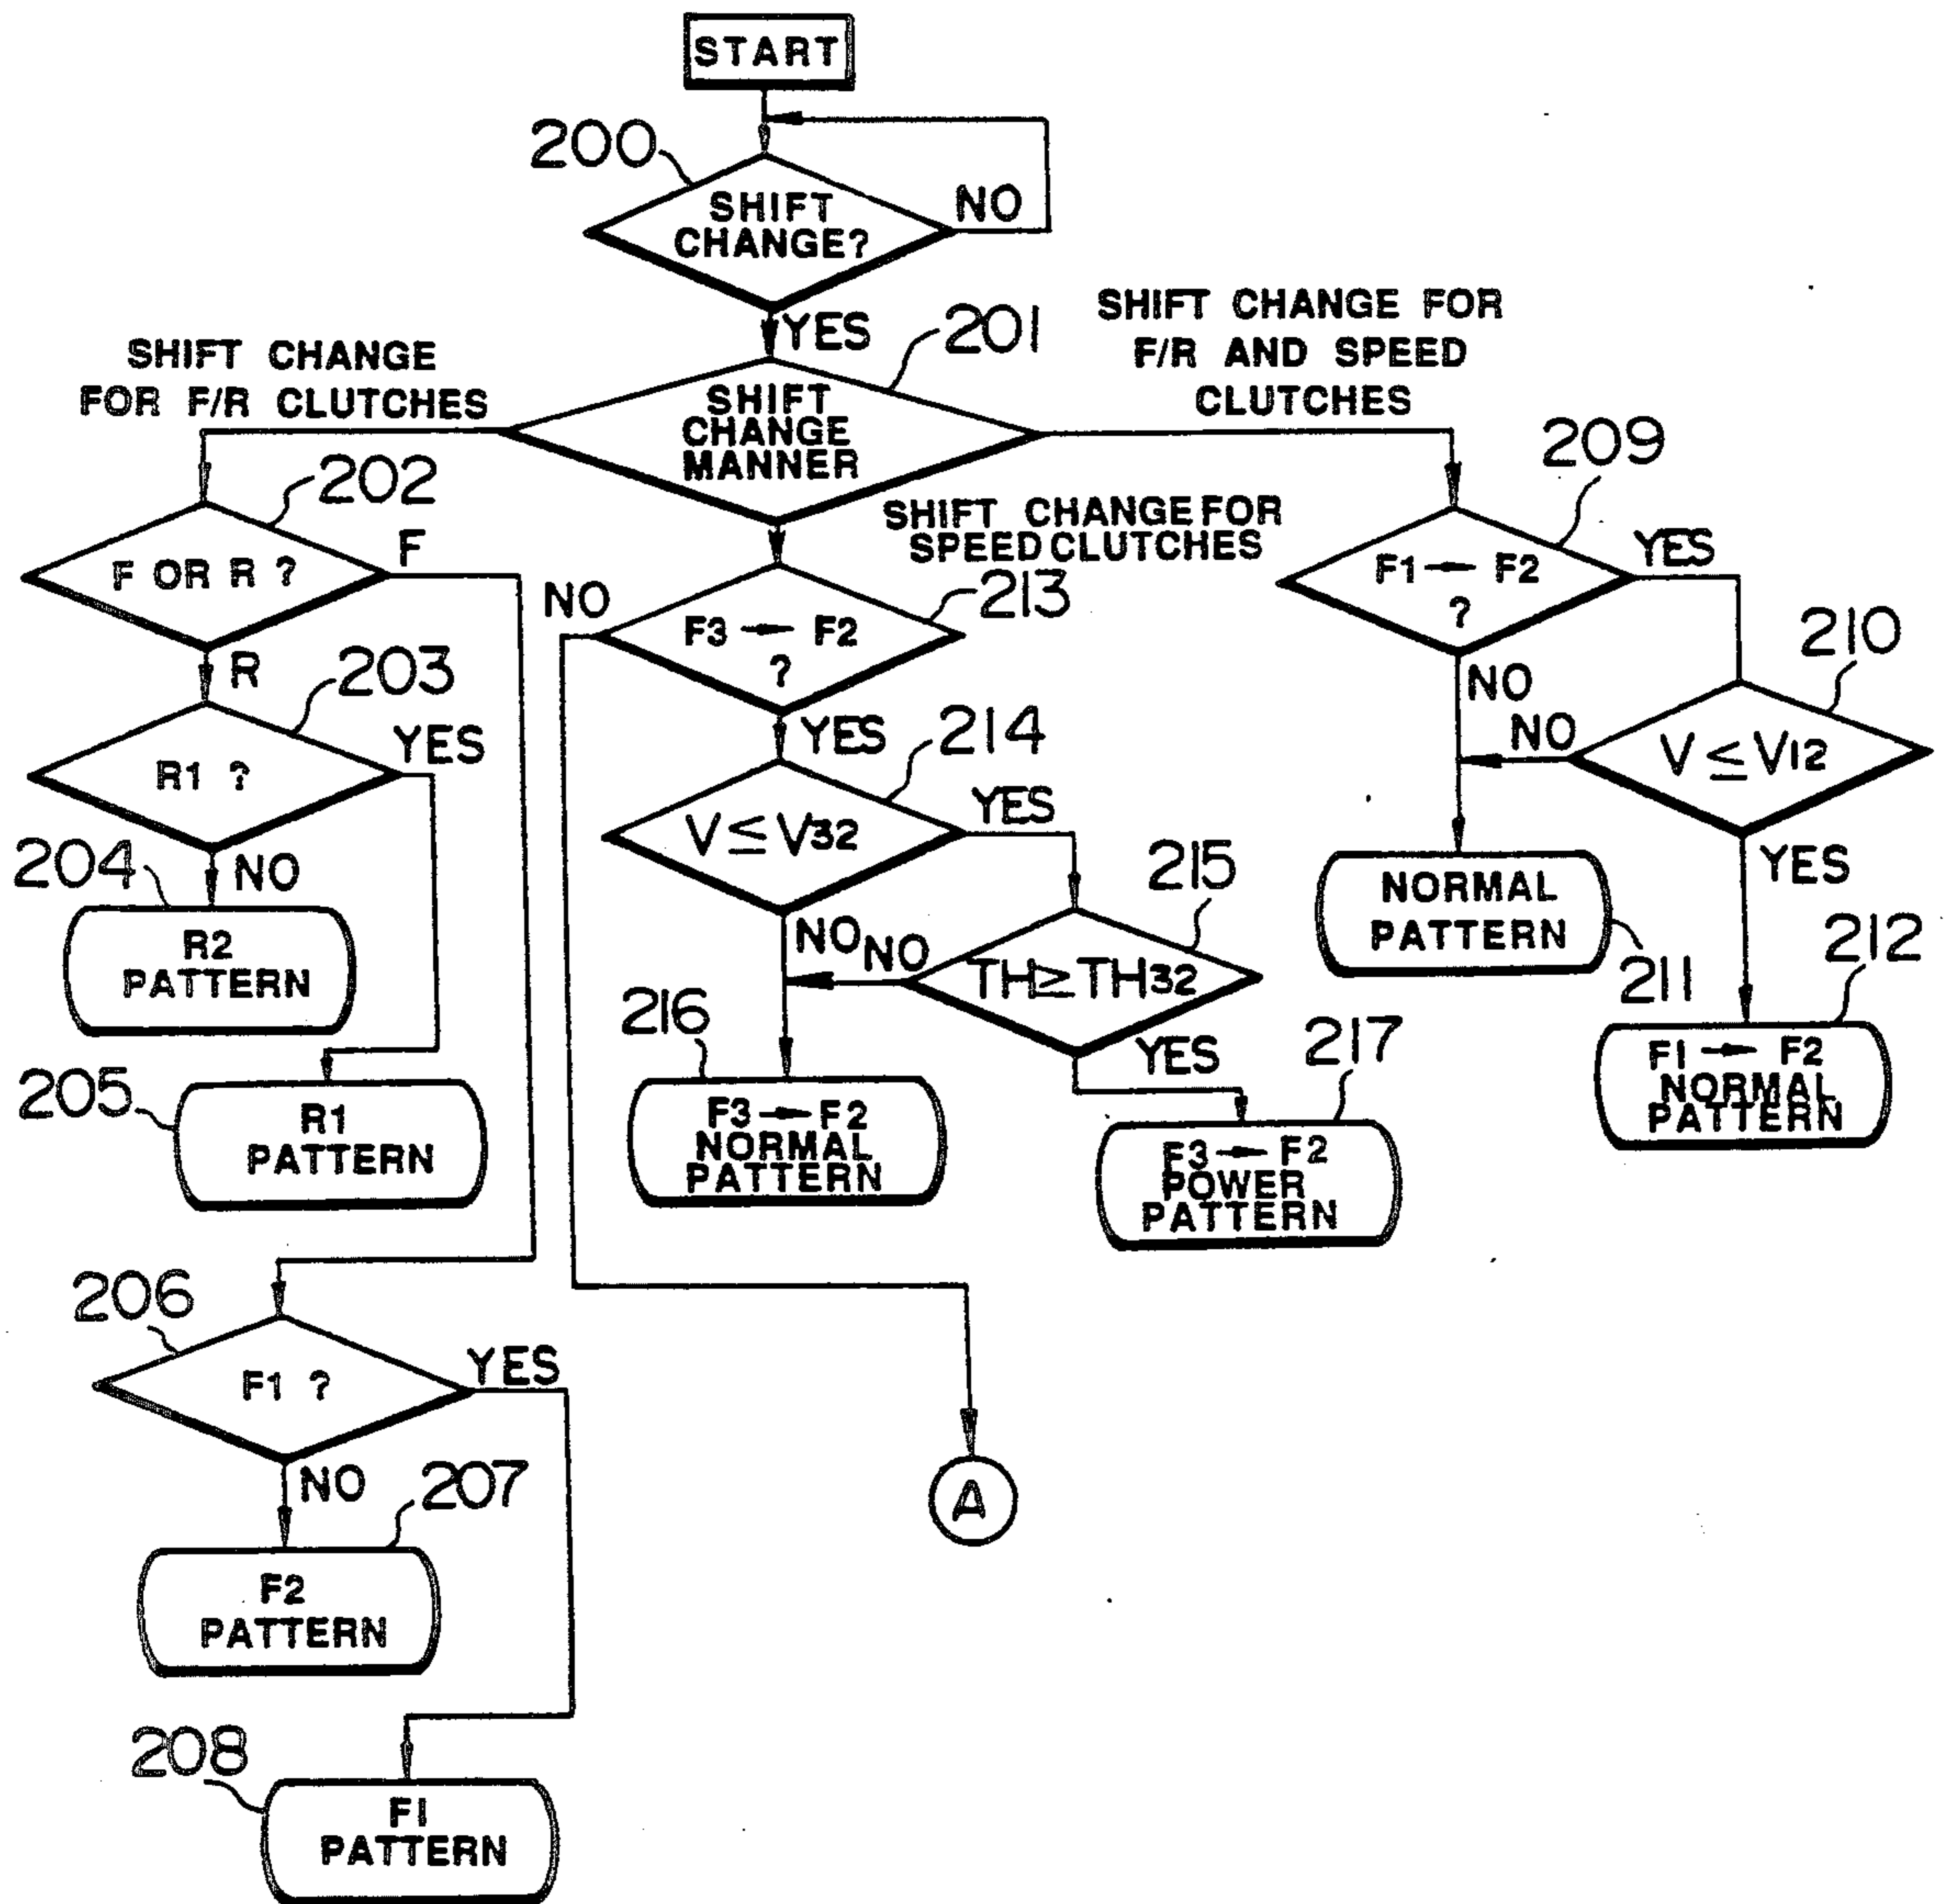 START
200
SHIFT
CHANGE?
NO
YES
201
SHIFT CHANGE
FOR F/R CLUTCHES
SHIFT
CHANGE
MANNER
SHIFT CHANGE FOR
F/R AND SPEED
CLUTCHES
SHIFT CHANGE FOR
SPEED CLUTCHES
202
F OR R ?
F
R
203
R1 ?
YES
NO
204
R2
PATTERN
205
R1
PATTERN
206
F1 ?
YES
NO
207
F2
PATTERN
208
F1
PATTERN
213
F3 → F2
?
NO
YES
214
V ≤ V32
YES
NO
215
TH ≥ TH32
NO
YES
216
F3 → F2
NORMAL
PATTERN
217
F3 → F2
POWER
PATTERN
A
209
F1 → F2
?
YES
NO
210
V ≤ V12
NO
YES
NORMAL
PATTERN
211
212
F1 → F2
NORMAL
PATTERN